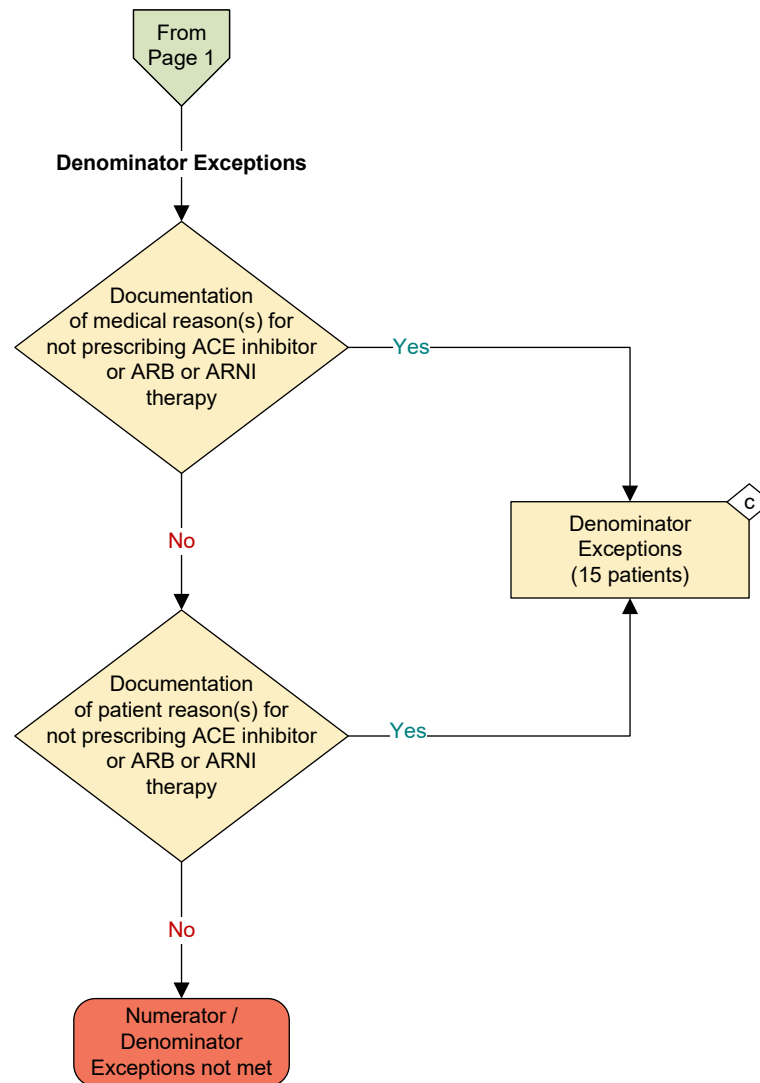 From
Page 1
Denominator Exceptions
Documentation
of medical reason(s) for
not prescribing ACE inhibitor
or ARB or ARNI
therapy
Yes
c
Denominator
Exceptions
(15 patients)
No
Documentation
of patient reason(s) for
not prescribing ACE inhibitor
or ARB or ARNI
therapy
Yes
No
Numerator /
Denominator
Exceptions not met